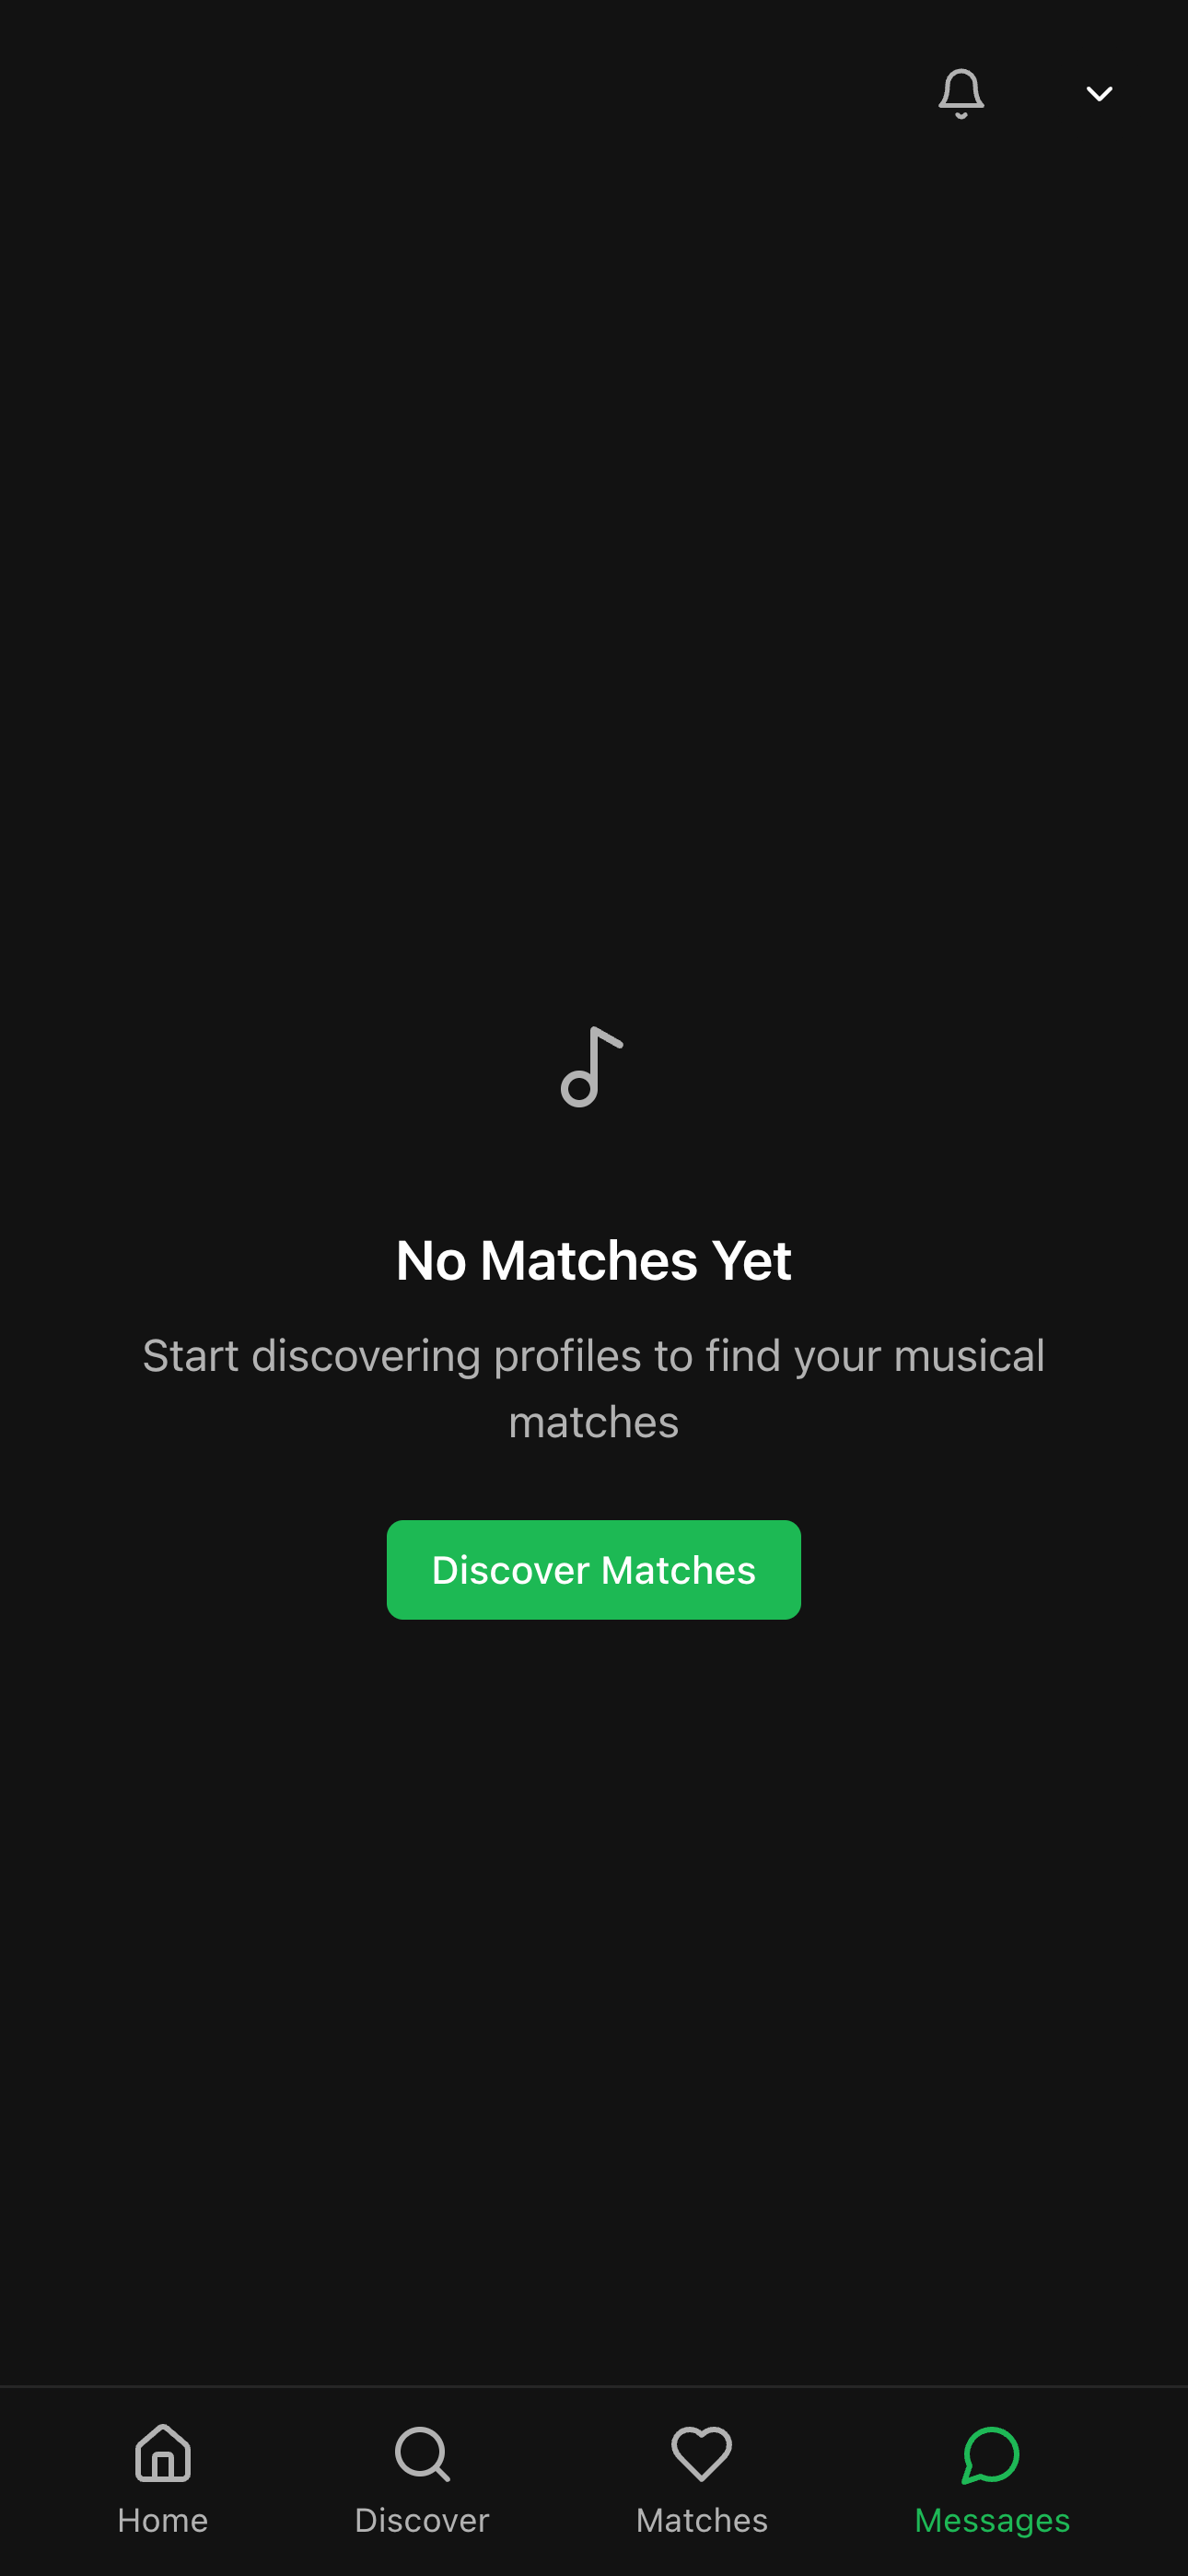 No Matches Yet
Start discovering profiles to find your musical
matches
Discover Matches
Home
Discover
Matches
Messages